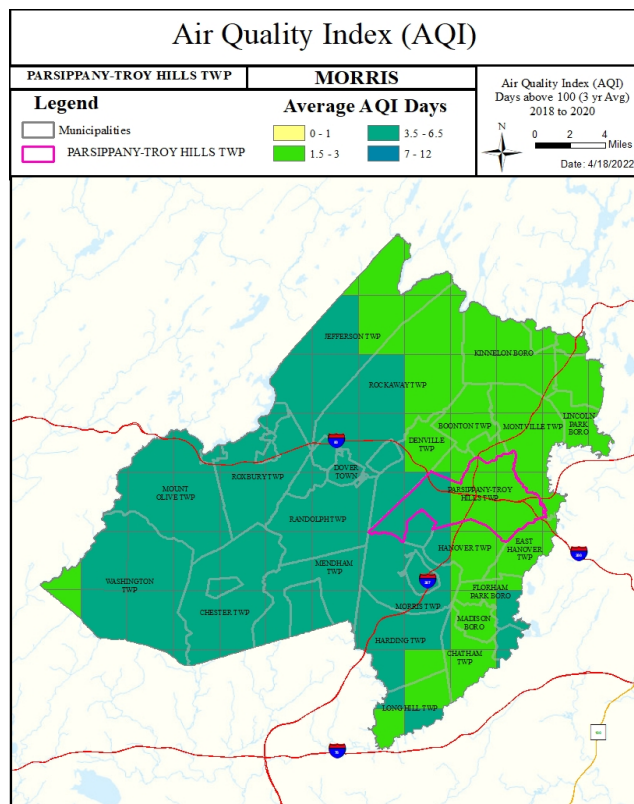 Air Quality Index (AQI)
PARSIPPANY-TROY HILLS TWP
MORRIS
Legend
Municipalities
PARSIPPANY-TROY HILLS TWP
Average AQI Days
0 - 1
3.5 - 6.5
1.5 - 3
7 - 12
Air Quality Index (AQI)
Days above 100 (3 yr Avg)
2018 to 2020
N
0 2 4
Miles
Date: 4/18/2022
JEFFERSON TWP
KINNELON BORO
ROCKAWAY TWP
LINCOLN
PARK
BORO
BOONTON TWP
MONTVILLE TWP
DENVILLE
TWP
DOVER
TOWN
ROXBURY TWP
MOUNT
OLIVE TWP
PARSIPPANY-TROY
HILLS TWP
RANDOLPH TWP
HANOVER TWP
EAST
HANOVER
TWP
MENDHAM
TWP
WASHINGTON
TWP
FLORHAM
PARK BORO
CHESTER TWP
MORRIS TWP
MADISON
BORO
HARDING TWP
CHATHAM
TWP
LONG HILL TWP